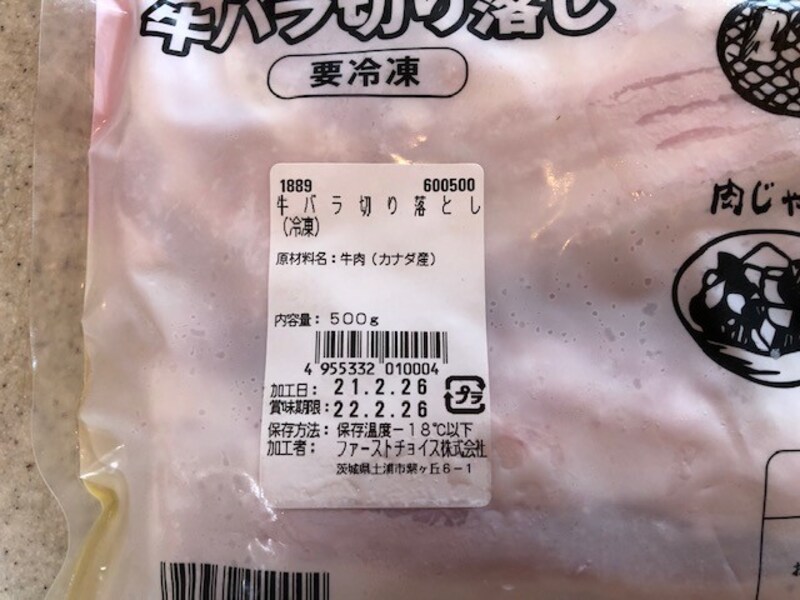 牛バラ切り落し
要冷凍
1889 600500
牛バラ切り落とし
(冷凍)
原材料名:牛肉(カナダ産)
内容量: 500g
4 955332 010004
加工日: 21.2.26
賞味期限: 22.2.26
プラ
保存方法: 保存温度-18℃以下
加工者: ファーストチョイス株式会社
茨城県土浦市紫ヶ丘6-1
肉じゃ